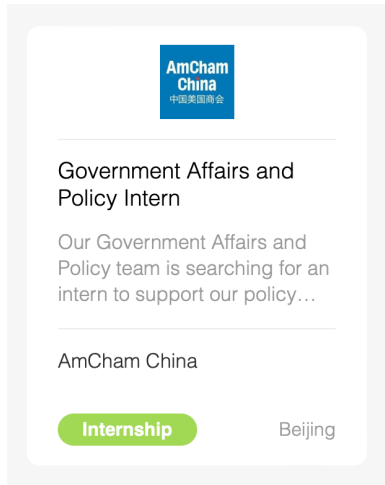 AmCham
China
中国美国商会
Government Affairs and
Policy Intern
Our Government Affairs and
Policy team is searching for an
intern to support our policy…
AmCham China
Internship
Beijing